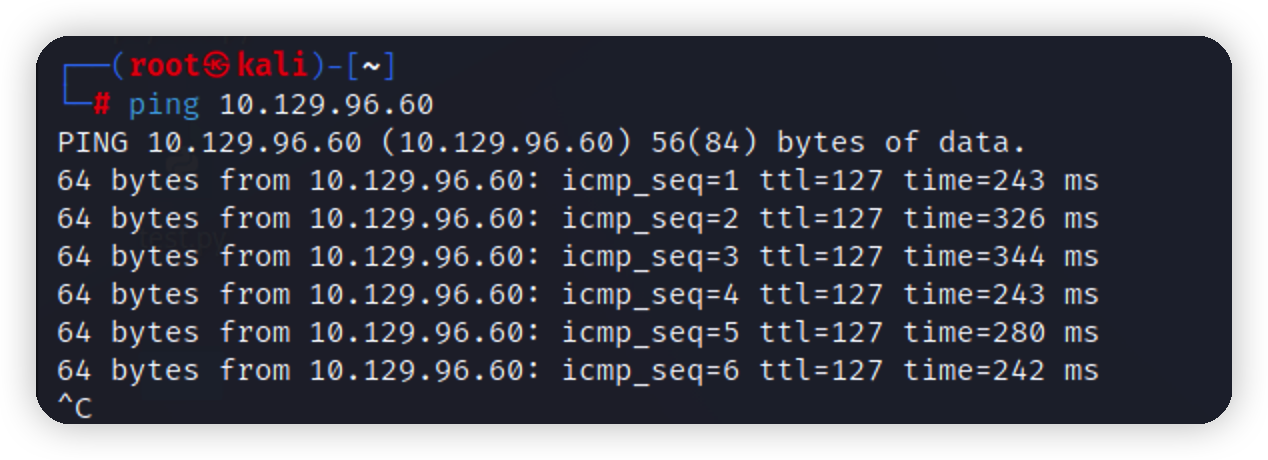 ┌──(root㉿kali)-[~]
└─# ping 10.129.96.60
PING 10.129.96.60 (10.129.96.60) 56(84) bytes of data.
64 bytes from 10.129.96.60: icmp_seq=1 ttl=127 time=243 ms
64 bytes from 10.129.96.60: icmp_seq=2 ttl=127 time=326 ms
64 bytes from 10.129.96.60: icmp_seq=3 ttl=127 time=344 ms
64 bytes from 10.129.96.60: icmp_seq=4 ttl=127 time=243 ms
64 bytes from 10.129.96.60: icmp_seq=5 ttl=127 time=280 ms
64 bytes from 10.129.96.60: icmp_seq=6 ttl=127 time=242 ms
^C